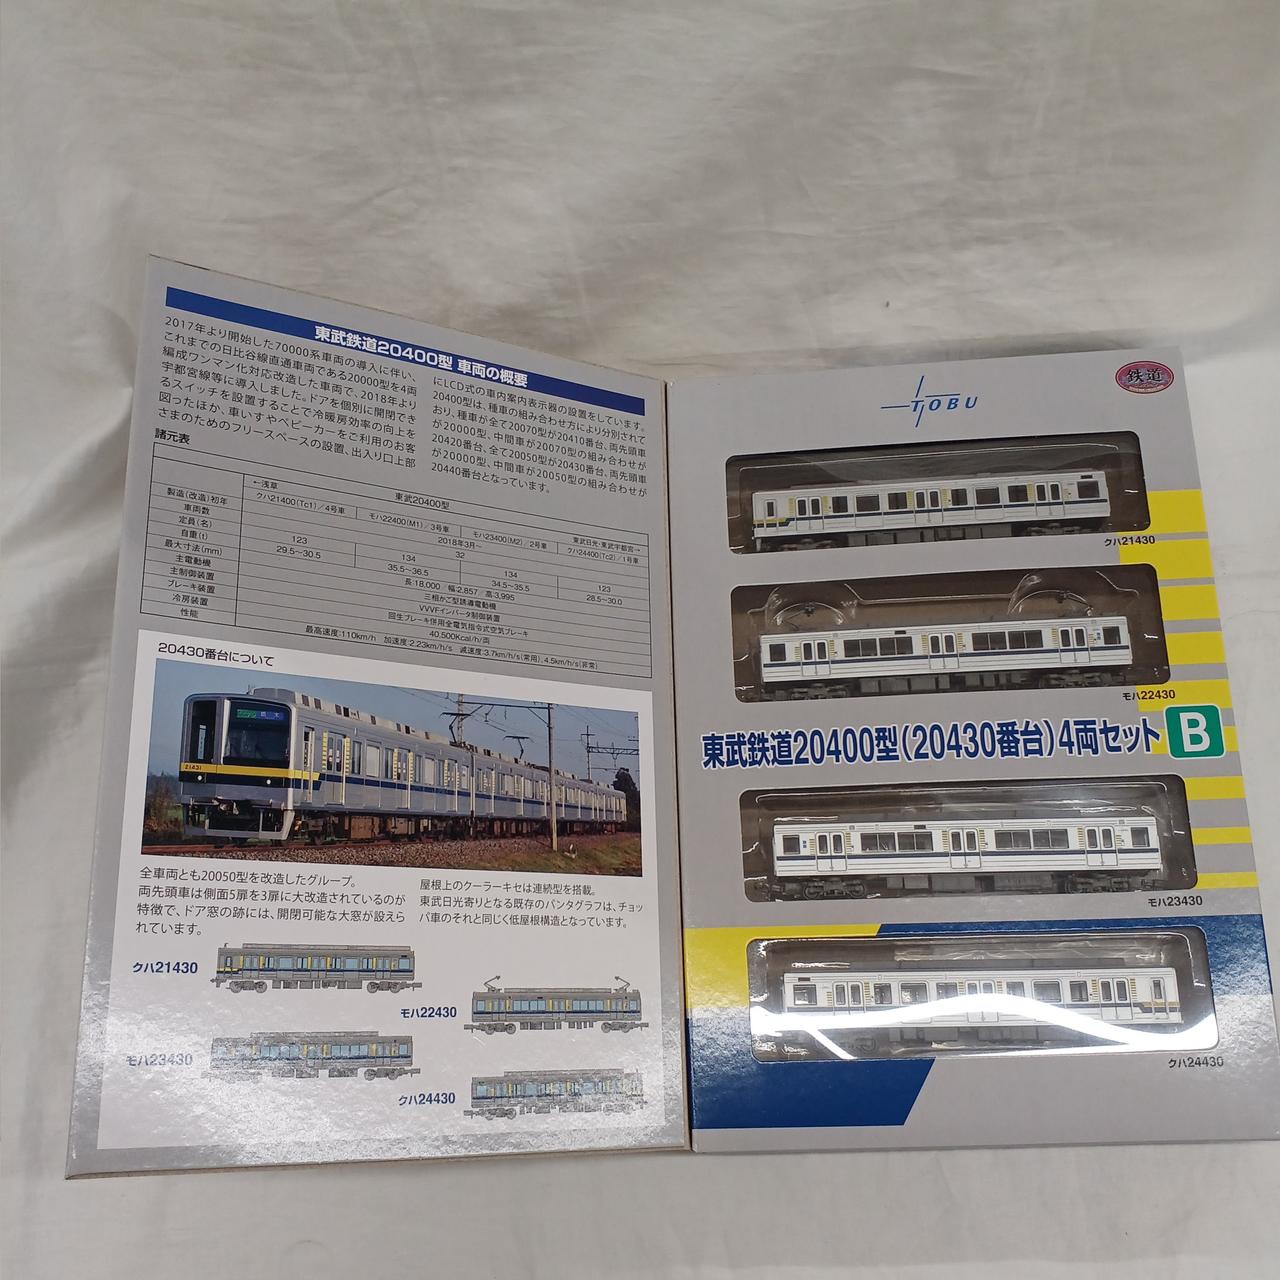 東武鉄道20400型 車両の概要
2017年より開始した70000系車両の導入に伴い、
これまでの日比谷線直通車両である20000型を4両
編成ワンマン化対応改造した車両で、2018年より
宇都宮線等に導入しました。ドアを個別に開閉でき
るスイッチを設置することで冷暖房効率の向上を
図ったほか、車いすやベビーカーをご利用のお客
さまのためのフリースペースの設置、出入り口上部
にLCD式の車内案内表示器の設置をしています。
20400型は、種車の組み合わせ方により分別されて
おり、種車が全て20070型が20410番台、両先頭車
が20000型、中間車が20070型の組み合わせが
20420番台、全て20050型が20430番台、両先頭車
が20000型、中間車が20050型の組み合わせが
20440番台となっています。
諸元表
東武20400型
←浅草
東武日光・東武宇都宮→
クハ21400(Tc1)/4号車
モハ22400(M1)/3号車
モハ23400(M2)/2号車
クハ24400(Tc2)/1号車
製造(改造)初年
2018年3月~
車両数
32
定員(名)
123
134
134
123
自重(t)
29.5~30.5
35.5~36.5
34.5~35.5
28.5~30.0
最大寸法(mm)
長:18,000/幅:2,857/高:3,995
主電動機
三相かご型誘導電動機
主制御装置
VVVFインバータ制御装置
ブレーキ装置
回生ブレーキ併用全電気指令式空気ブレーキ
冷房装置
40,500Kcal/h/両
性能
最高速度:110km/h 加速度:2.23km/h/s 減速度:3.7km/h/s(常用)、4.5km/h/s(非常)
20430番台について
21431
全車両とも20050型を改造したグループ。
両先頭車は側面5扉を3扉に大改造されているのが
特徴で、ドア窓の跡には、開閉可能な大窓が設えら
れています。
屋根上のクーラーキセは連続型を搭載。
東武日光寄りとなる既存のパンタグラフは、チョッ
パ車のそれと同じく低屋根構造となっています。
クハ21430
モハ22430
モハ23430
クハ24430
TOBU
鉄道
クハ21430
モハ22430
東武鉄道20400型(20430番台)4両セット B
モハ23430
クハ24430